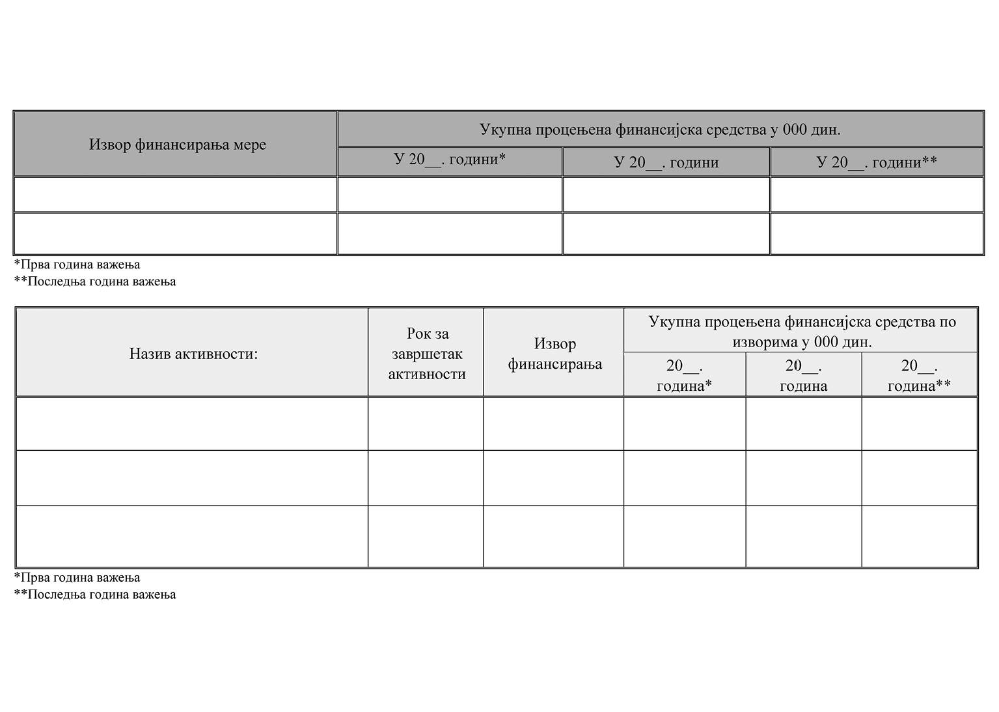 Извор финансирања мере
Укупна процењена финансијска средства у 000 дин.
У 20__. години*
У 20__. години
У 20__. години**
*Прва година важења
**Последња година важења
Назив активности:
Рок за
завршетак
активности
Извор
финансирања
Укупна процењена финансијска средства по
изворима у 000 дин.
20__.
година*
20__.
година
20__.
година**
*Прва година важења
**Последња година важења